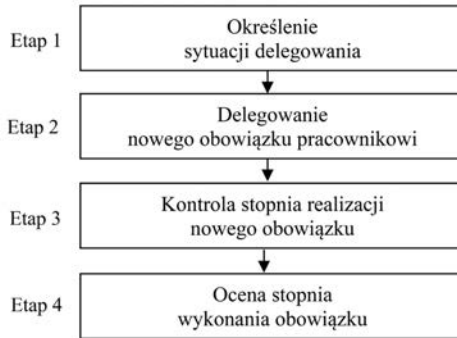 Etap 1
Określenie
sytuacji delegowania
Etap 2
Delegowanie
nowego obowiązku pracownikowi
Etap 3
Kontrola stopnia realizacji
nowego obowiązku
Etap 4
Ocena stopnia
wykonania obowiązku